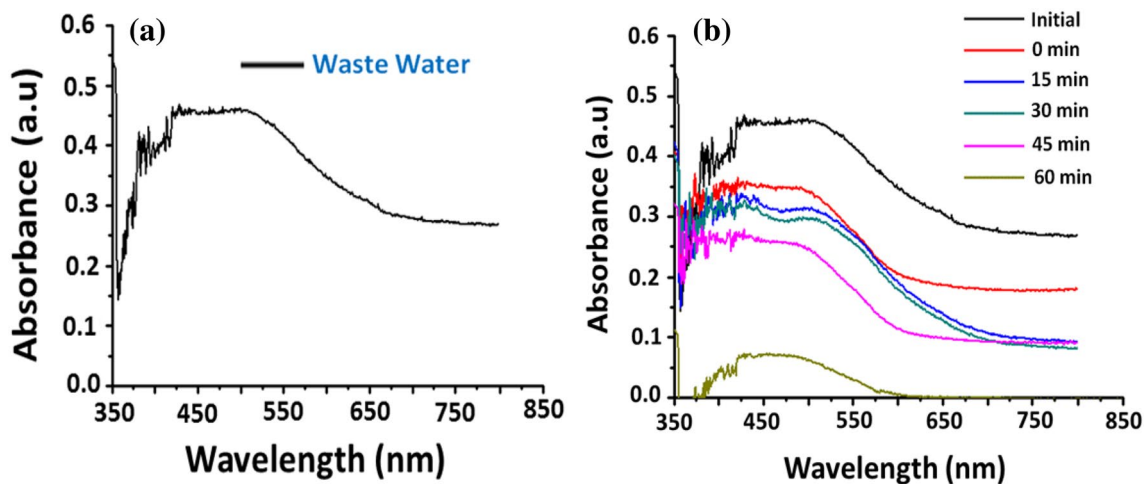 (a)
Waste Water
Absorbance (a.u)
0.6
0.5
0.4
0.3
0.2
0.1
0.0
350 450 550 650 750 850
Wavelength (nm)
(b)
Initial
0 min
15 min
30 min
45 min
60 min
Absorbance (a.u)
0.6
0.5
0.4
0.3
0.2
0.1
0.0
350 450 550 650 750 850
Wavelength (nm)